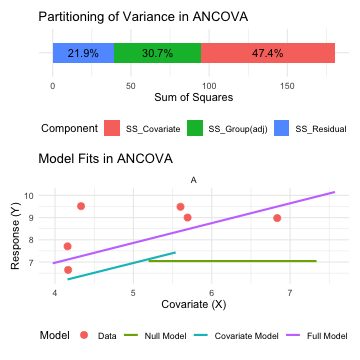 Partitioning of Variance in ANCOVA
21.9% 30.7% 47.4%
0 50 100 150
Sum of Squares
Component SS_Covariate SS_Group(adj) SS_Residual
Model Fits in ANCOVA
A
10
9
8
7
Response (Y)
4 5 6 7
Covariate (X)
Model Data Null Model Covariate Model Full Model